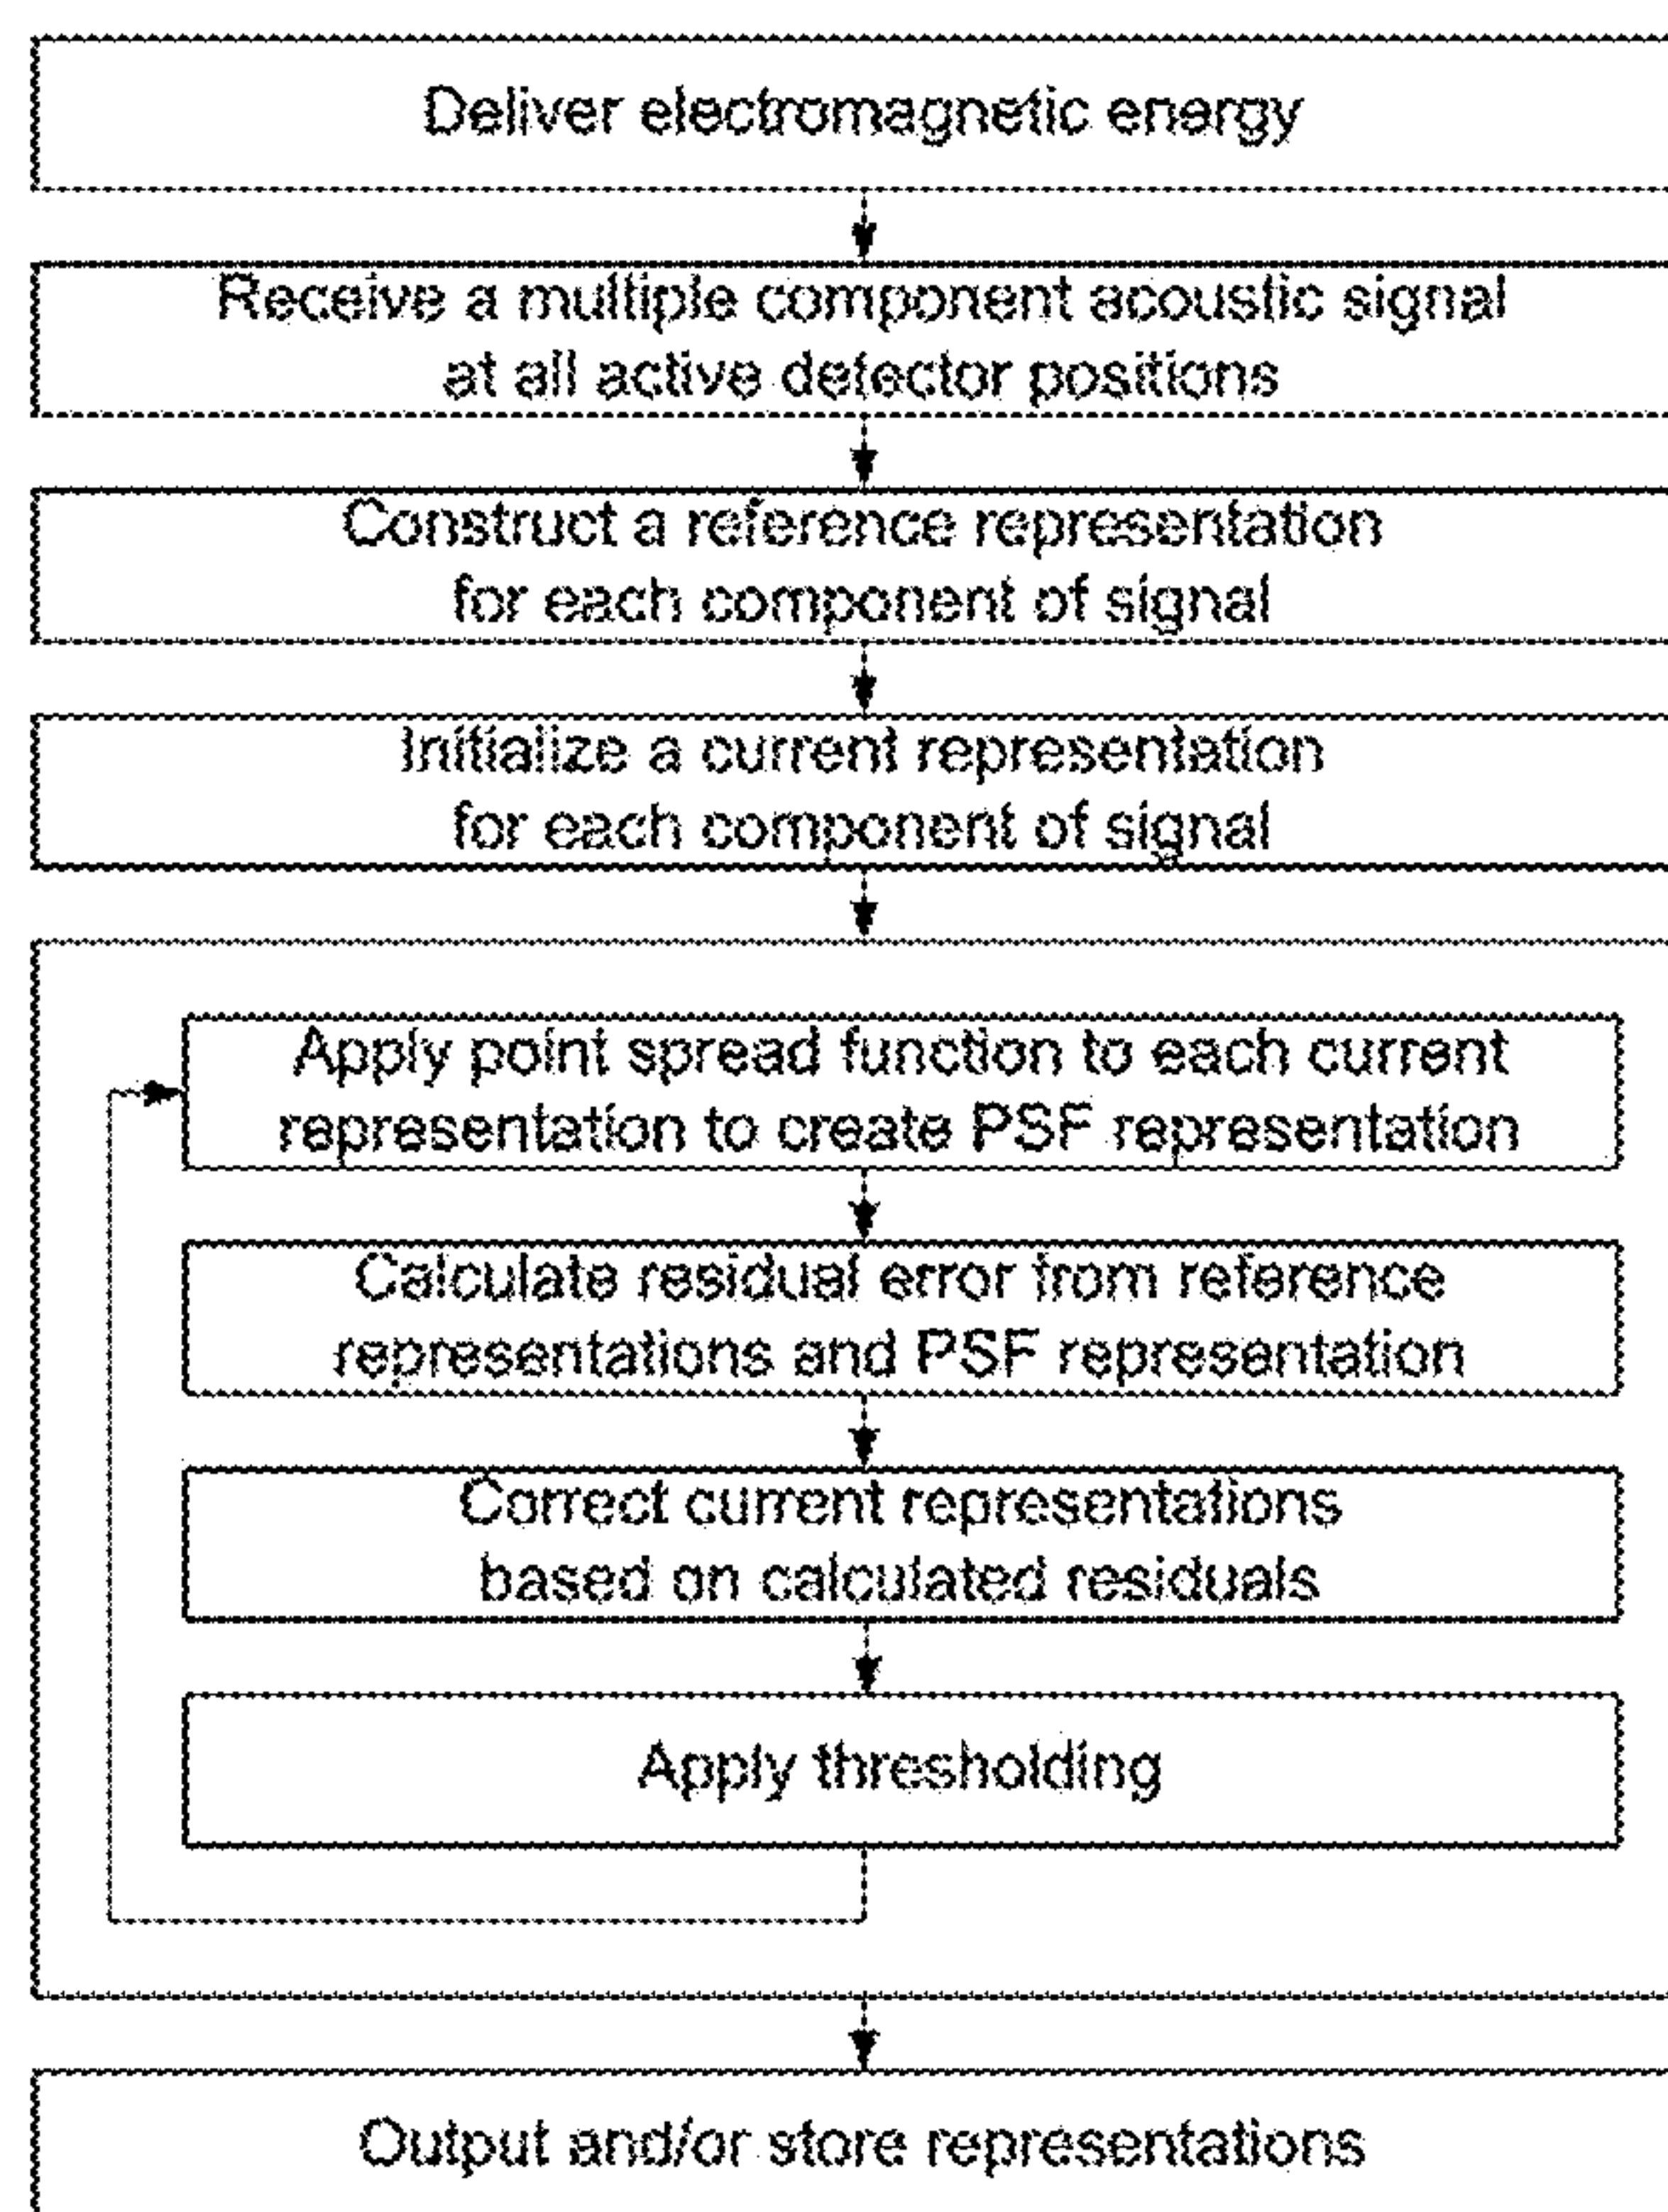 Deliver electromagnetic energy
Receive a multiple component acoustic signal
at all active detector positions
Construct a reference representation
for each component of signal
Initialize a current representation
for each component of signal
Apply point spread function to each current
representation to create PSF representation
Calculate residual error from reference
representations and PSF representation
Correct current representations
based on calculated residuals
Apply thresholding
Output and/or store representations